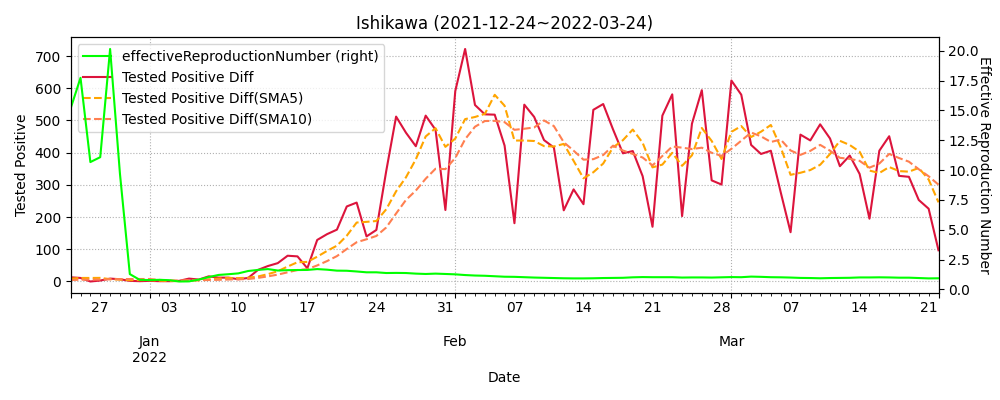 Ishikawa (2021-12-24~2022-03-24)
effectiveReproductionNumber (right)
Tested Positive Diff
Tested Positive Diff(SMA5)
Tested Positive Diff(SMA10)
Tested Positive
700
600
500
400
300
200
100
0
Effective Reproduction Number
20.0
17.5
15.0
12.5
10.0
7.5
5.0
2.5
0.0
27 03 10 17 24 31 07 14 21 28 07 14 21
Jan Feb Mar
2022
Date